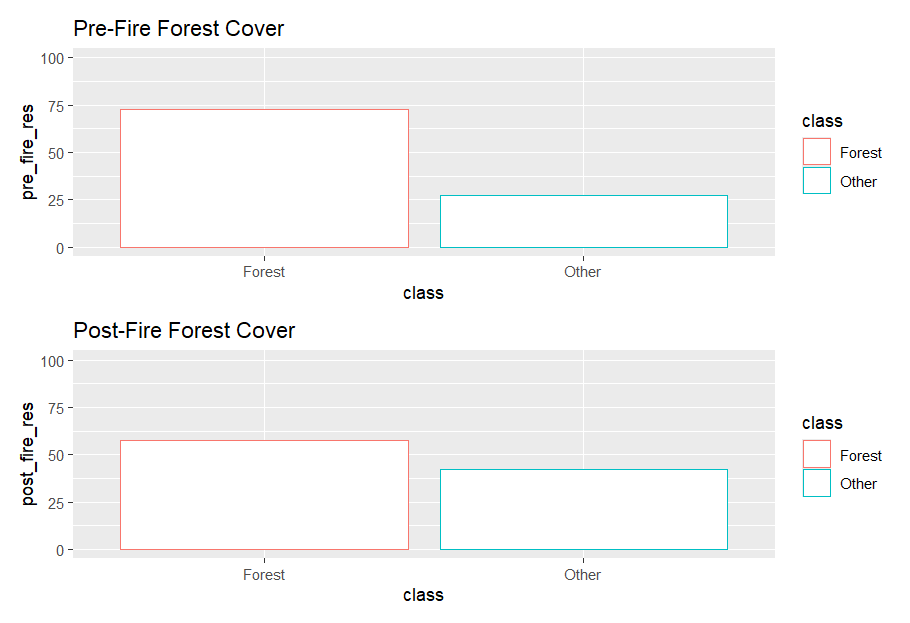 Pre-Fire Forest Cover
100
75
50
25
0
pre_fire_res
Forest
Other
class
class
Forest
Other
Post-Fire Forest Cover
100
75
50
25
0
post_fire_res
Forest
Other
class
class
Forest
Other